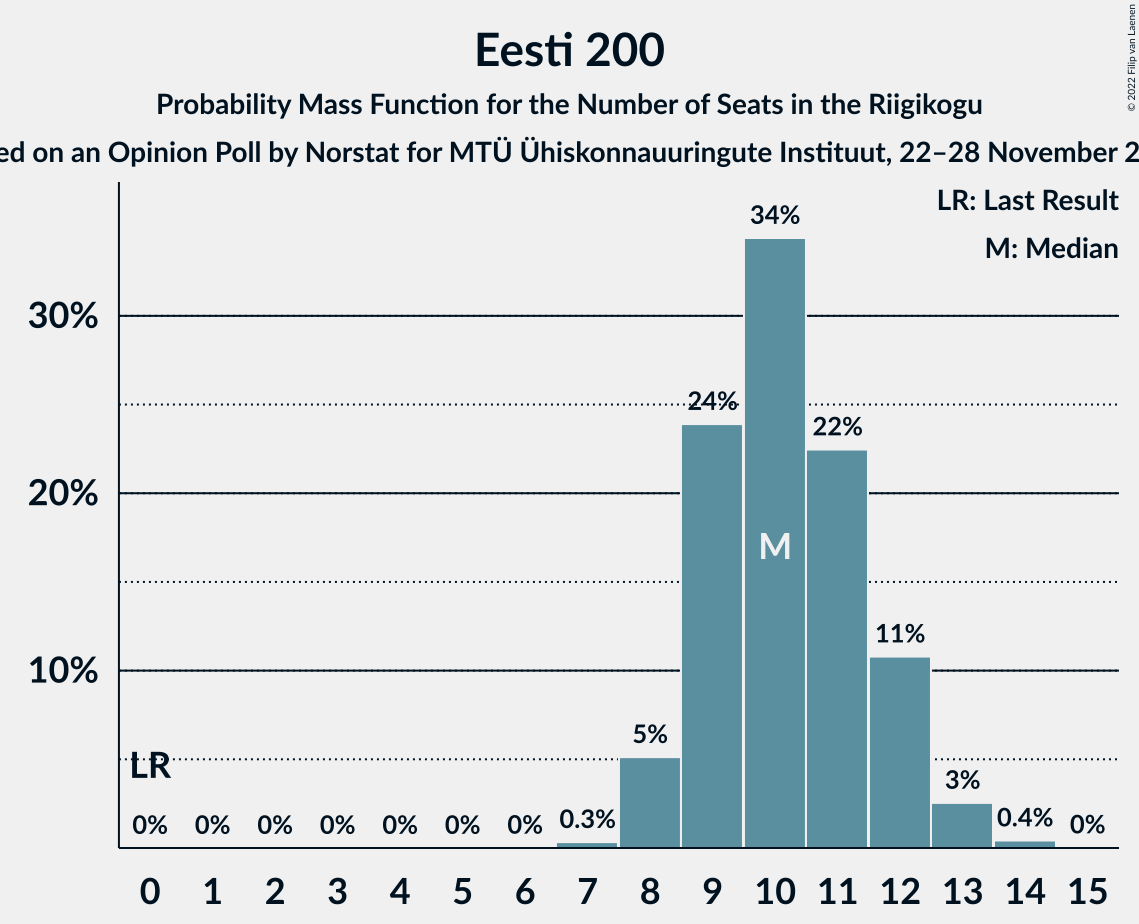 Eesti 200
Probability Mass Function for the Number of Seats in the Riigikogu
ed on an Opinion Poll by Norstat for MTÜ Ühiskonnauuringute Instituut, 22–28 November 2
© 2022 Filip van Laenen
LR: Last Result
M: Median
34%
30%
24%
22%
20%
M
11%
10%
5%
LR
3%
0% 0% 0% 0% 0% 0% 0% 0.3% 0.4% 0%
0 1 2 3 4 5 6 7 8 9 10 11 12 13 14 15